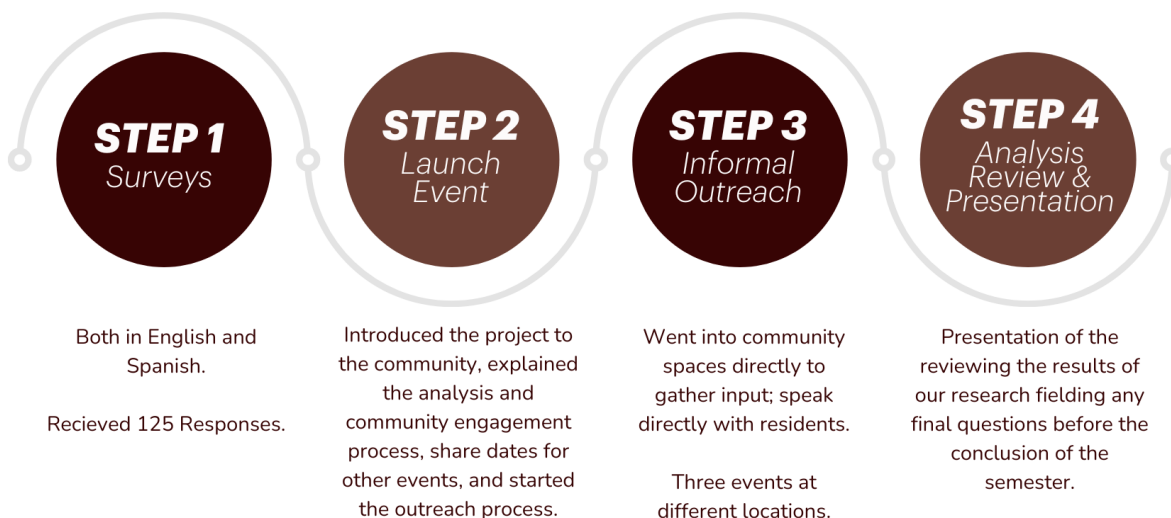 STEP 1
Surveys
Both in English and
Spanish.
Recieved 125 Responses.
STEP 2
Launch
Event
Introduced the project to
the community, explained
the analysis and
community engagement
process, share dates for
other events, and started
the outreach process.
STEP 3
Informal
Outreach
Went into community
spaces directly to
gather input; speak
directly with residents.
Three events at
different locations.
STEP 4
Analysis
Review &
Presentation
Presentation of the
reviewing the results of
our research fielding any
final questions before the
conclusion of the
semester.